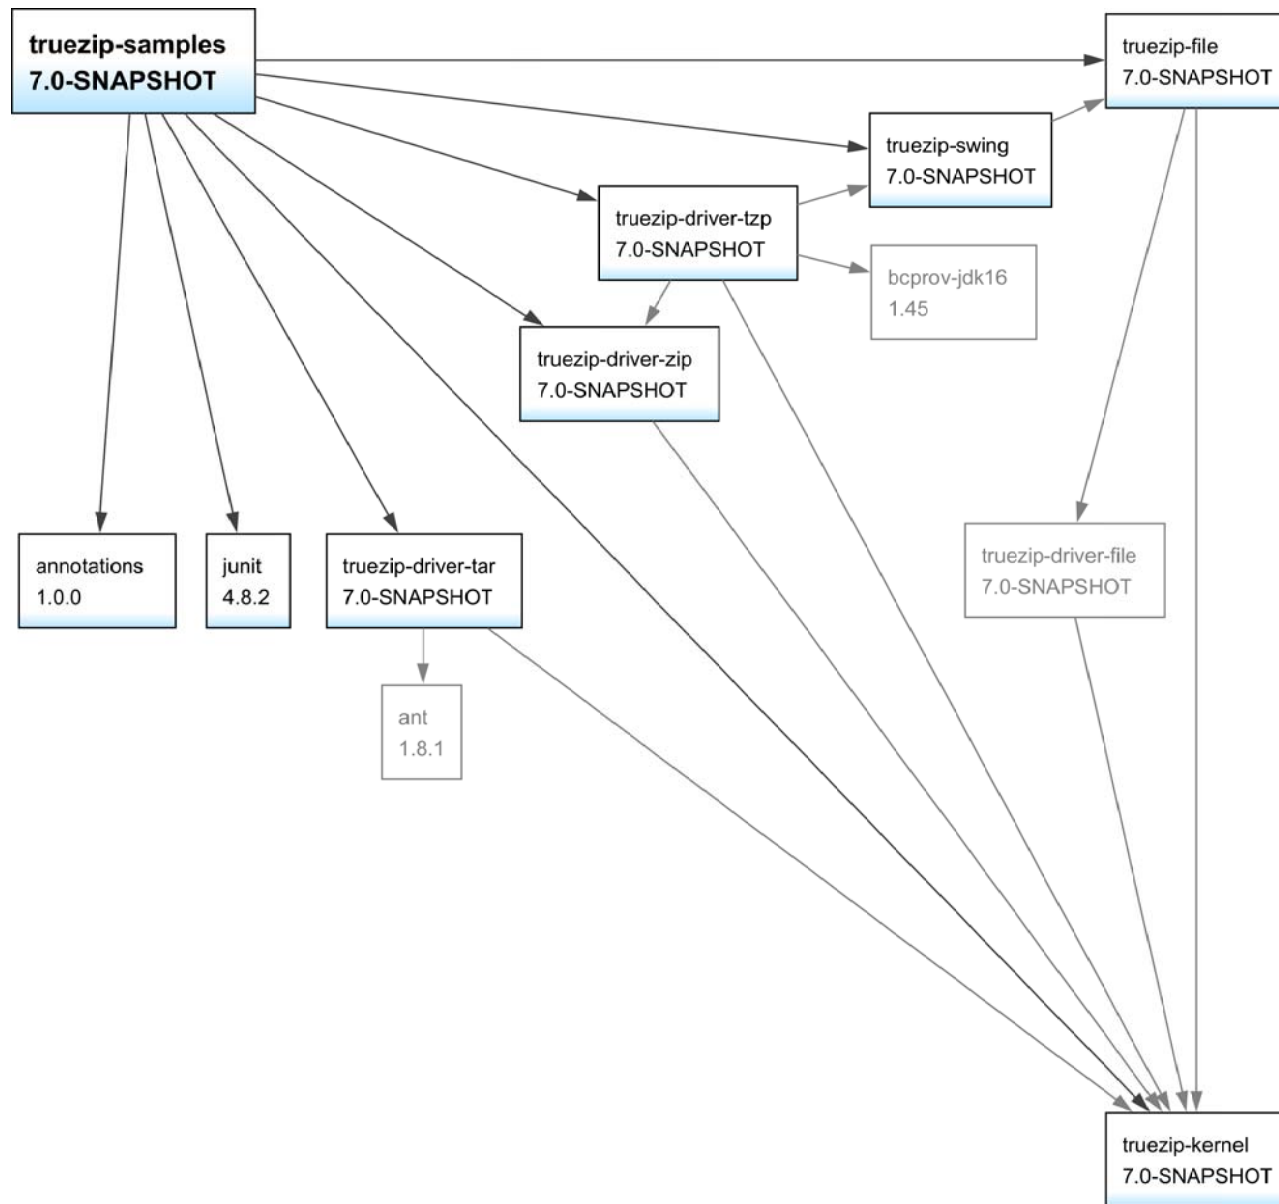 truezip-samples
7.0-SNAPSHOT
truezip-file
7.0-SNAPSHOT
truezip-swing
7.0-SNAPSHOT
truezip-driver-tzp
7.0-SNAPSHOT
bcprov-jdk16
1.45
truezip-driver-zip
7.0-SNAPSHOT
annotations
1.0.0
junit
4.8.2
truezip-driver-tar
7.0-SNAPSHOT
truezip-driver-file
7.0-SNAPSHOT
ant
1.8.1
truezip-kernel
7.0-SNAPSHOT